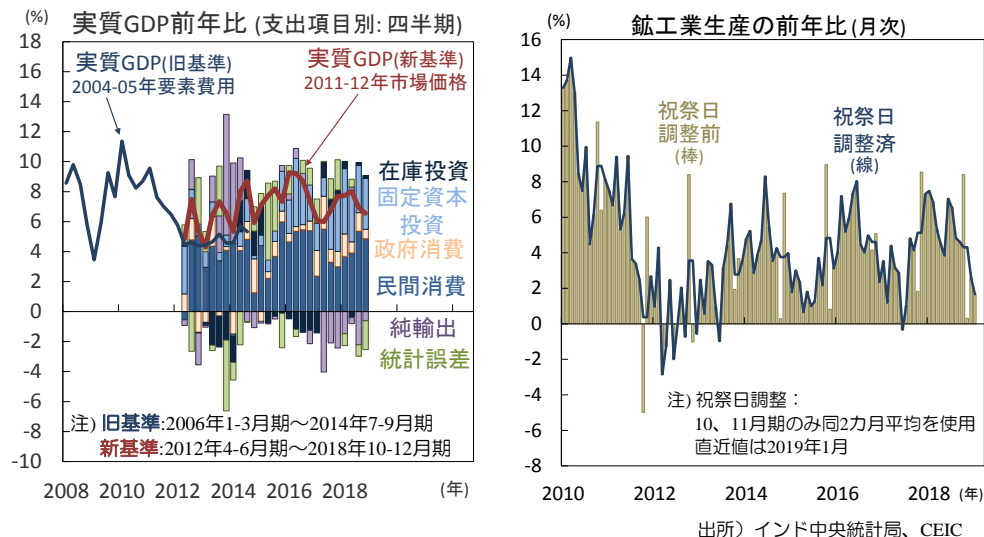 (%)
実質GDP前年比 (支出項目別: 四半期)
18
16
14
12
10
8
6
4
2
0
-2
-4
-6
-8
-10
実質GDP(旧基準)
2004-05年要素費用
実質GDP(新基準)
2011-12年市場価格
在庫投資
固定資本
投資
政府消費
民間消費
純輸出
統計誤差
注) 旧基準:2006年1-3月期～2014年7-9月期
新基準:2012年4-6月期～2018年10-12月期
2008 2010 2012 2014 2016 2018 (年)
(%)
鉱工業生産の前年比 (月次)
16
14
12
10
8
6
4
2
0
-2
-4
-6
-8
祝祭日
調整前
(棒)
祝祭日
調整済
(線)
注) 祝祭日調整：
10、11月期のみ同2カ月平均を使用
直近値は2019年1月
2010 2012 2014 2016 2018 (年)
出所）インド中央統計局、CEIC